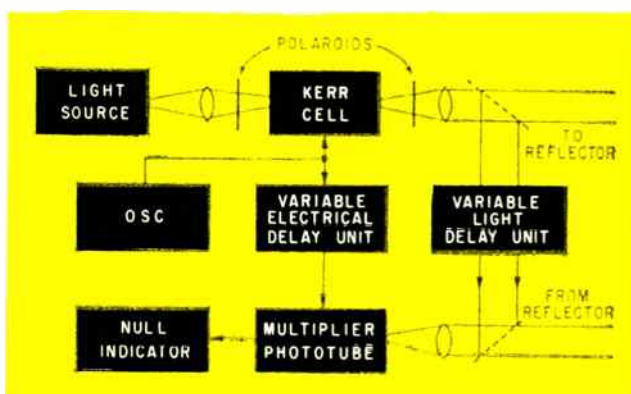 POLAROIDS
LIGHT
SOURCE
KERR
CELL
TO
REFLECTOR
OSC
VARIABLE
ELECTRICAL
DELAY UNIT
VARIABLE
LIGHT
DELAY UNIT
FROM
REFLECTOR
NULL
INDICATOR
MULTIPLIER
PHOTOTUBE